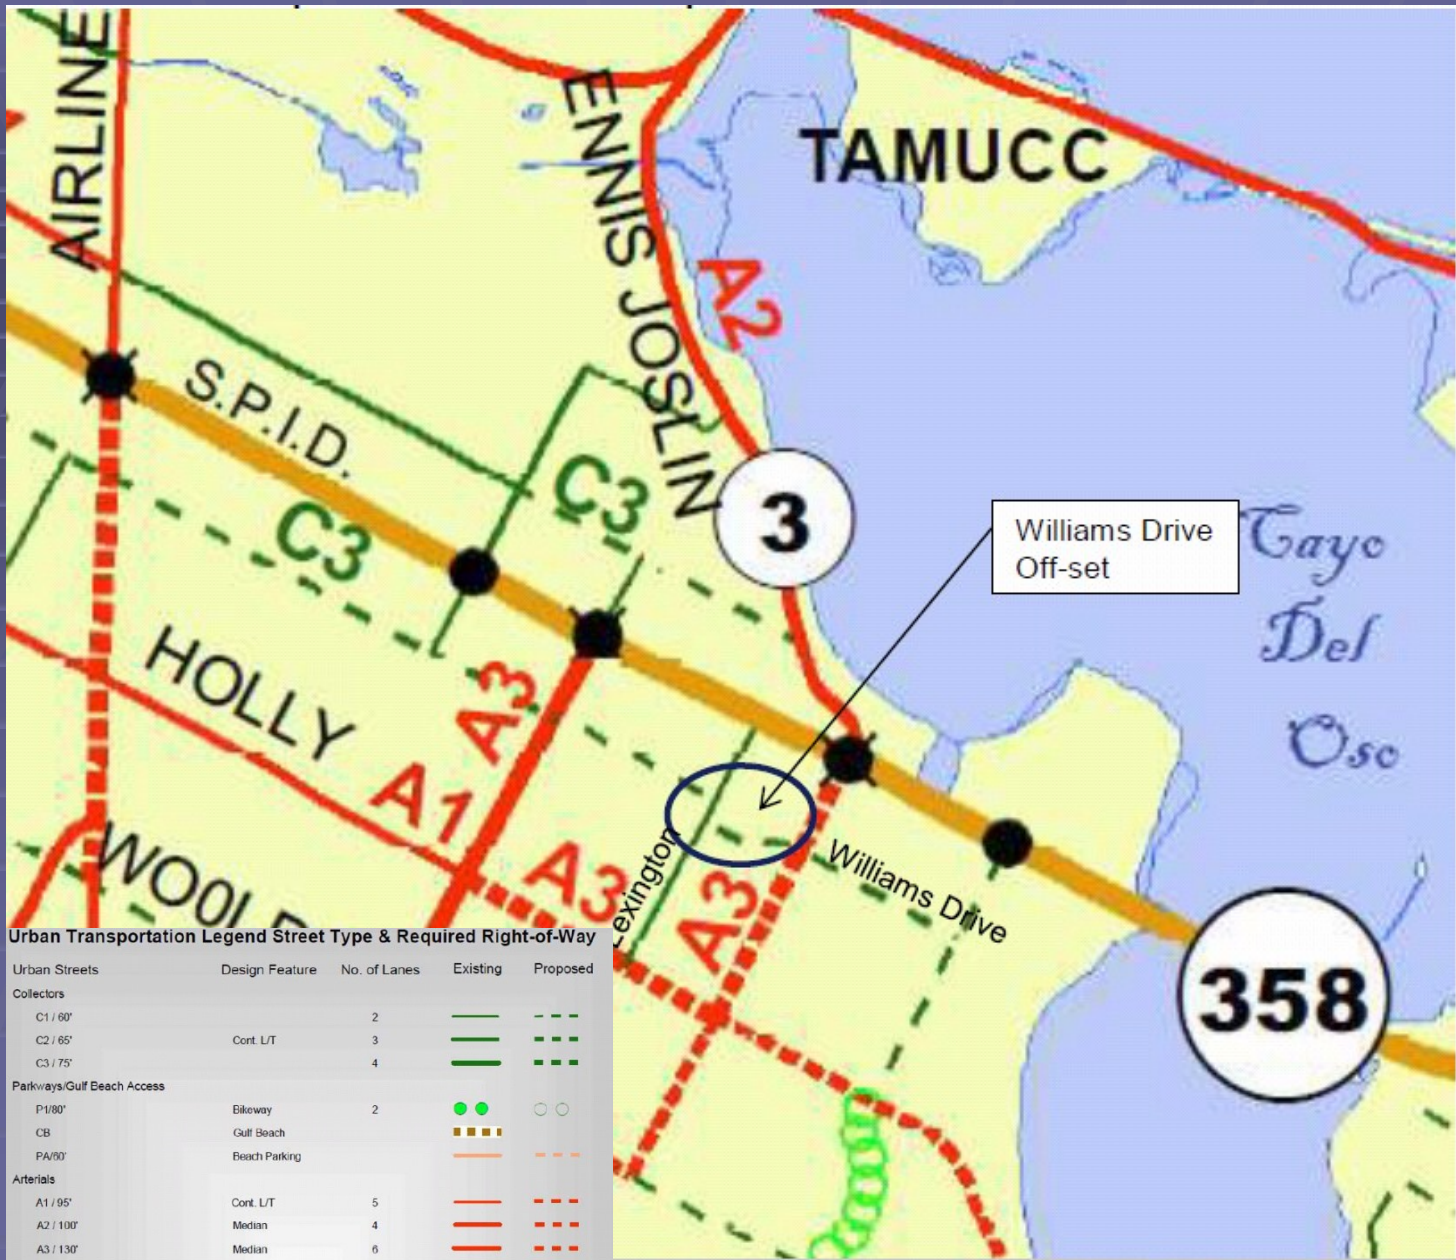 AIRLINE
ENNIS JOSLIN
TAMUCC
A2
S.P.I.D.
C3
C3
3
Williams Drive
Off-set
Cayo
Del
Oso
HOLLY
A3
A1
A3
Lexington
A3
Williams Drive
358
Urban Transportation Legend Street Type & Required Right-of-Way
Urban Streets Design Feature No. of Lanes Existing Proposed
Collectors
C1 / 60' 2
C2 / 65' Cont. L/T 3
C3 / 75' 4
Parkways/Gulf Beach Access
P1/80' Bikeway 2
CB Gulf Beach
PA/60' Beach Parking
Arterials
A1 / 95' Cont. L/T 5
A2 / 100' Median 4
A3 / 130' Median 6